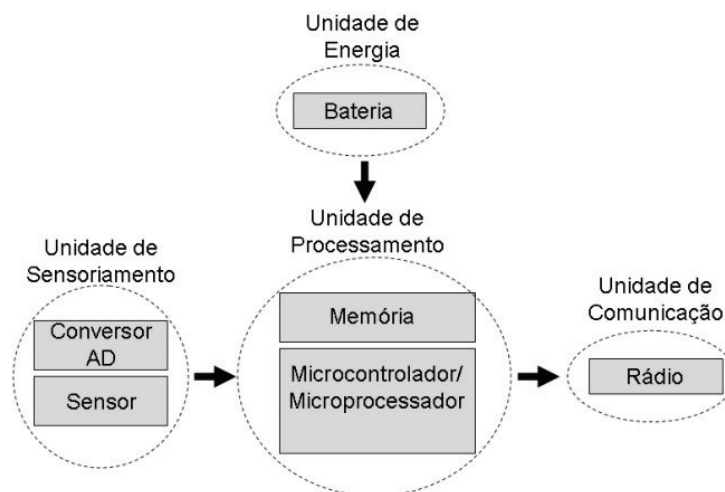 Unidade de
Energia
Bateria
Unidade de
Processamento
Unidade de
Sensoriamento
Unidade de
Comunicação
Memória
Conversor
AD
Microcontrolador/
Microprocessador
Rádio
Sensor